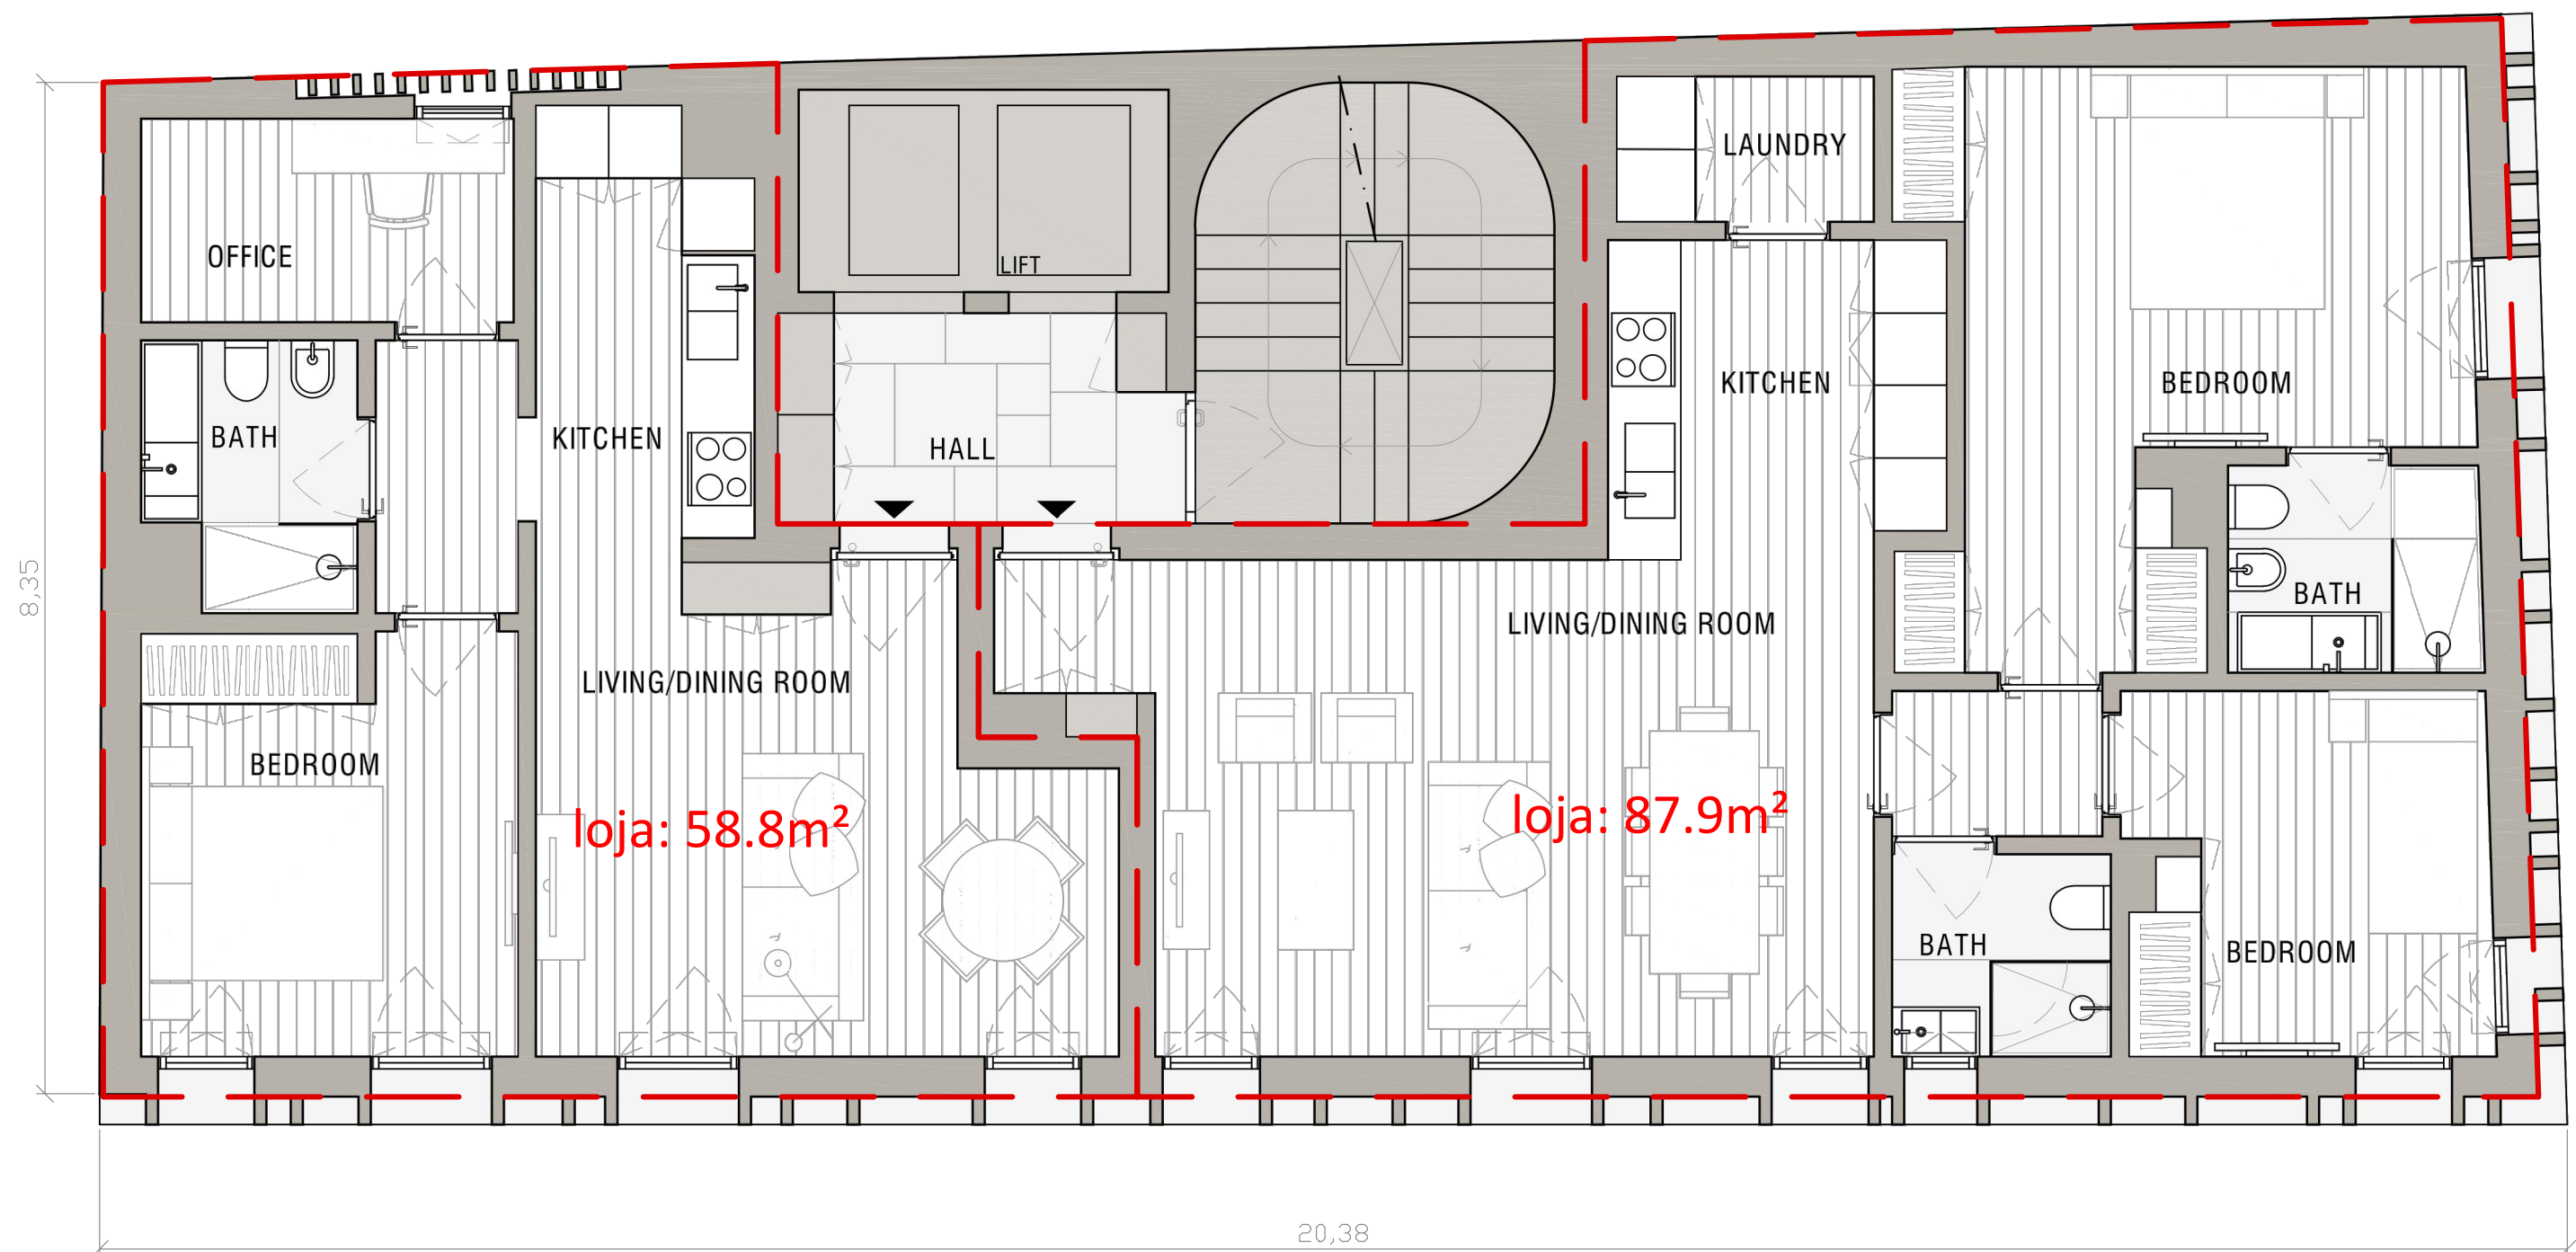 LAUNDRY
OFFICE
LIFT
BATH
KITCHEN
HALL
KITCHEN
BEDROOM
8,35
BATH
LIVING/DINING ROOM
LIVING/DINING ROOM
BEDROOM
loja: 58.8m²
loja: 87.9m²
BATH
BEDROOM
20,38